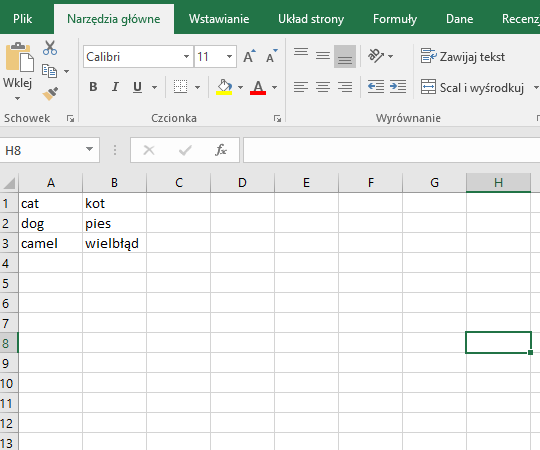 Plik Narzędzia główne Wstawianie Układ strony Formuły Dane Recenz
Calibri 11 A A Zawijaj tekst
Wklej B I U A Scal i wyśrodkuj
Schowek Czcionka Wyrównanie
H8 fx
A B C D E F G H
1 cat kot
2 dog pies
3 camel wielbłąd
4
5
6
7
8
9
10
11
12
13